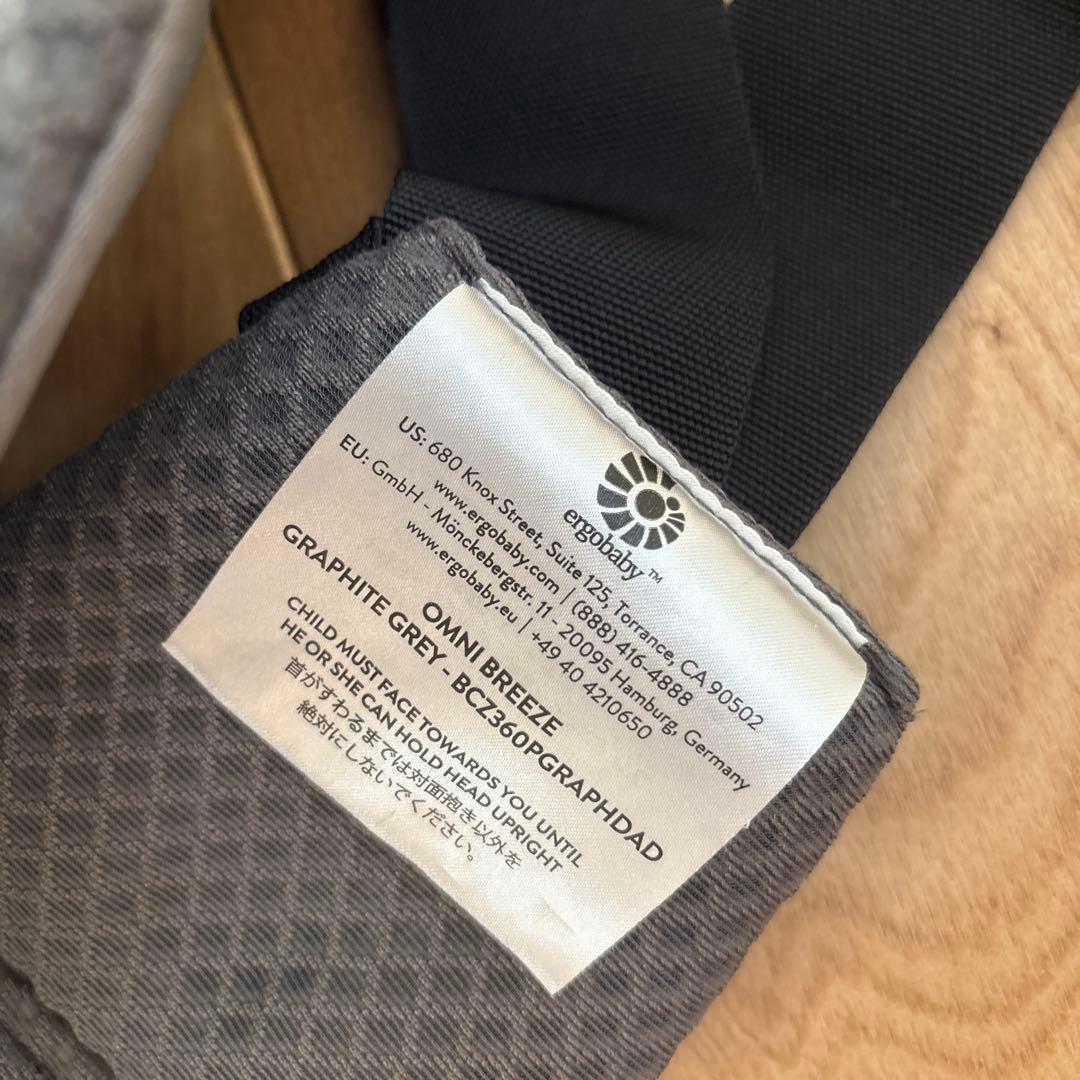 ergobaby™
US: 680 Knox Street, Suite 125, Torrance, CA 90502
www.ergobaby.com | (888) 416-4888
EU: GmbH - Mönckebergstr. 11 - 20095 Hamburg, Germany
www.ergobaby.eu | +49 40 4210650
OMNI BREEZE
GRAPHITE GREY - BCZ360PGRAPHDAD
CHILD MUST FACE TOWARDS YOU UNTIL
HE OR SHE CAN HOLD HEAD UPRIGHT
首がすわるまでは対面抱き以外を
絶対にしないでください。